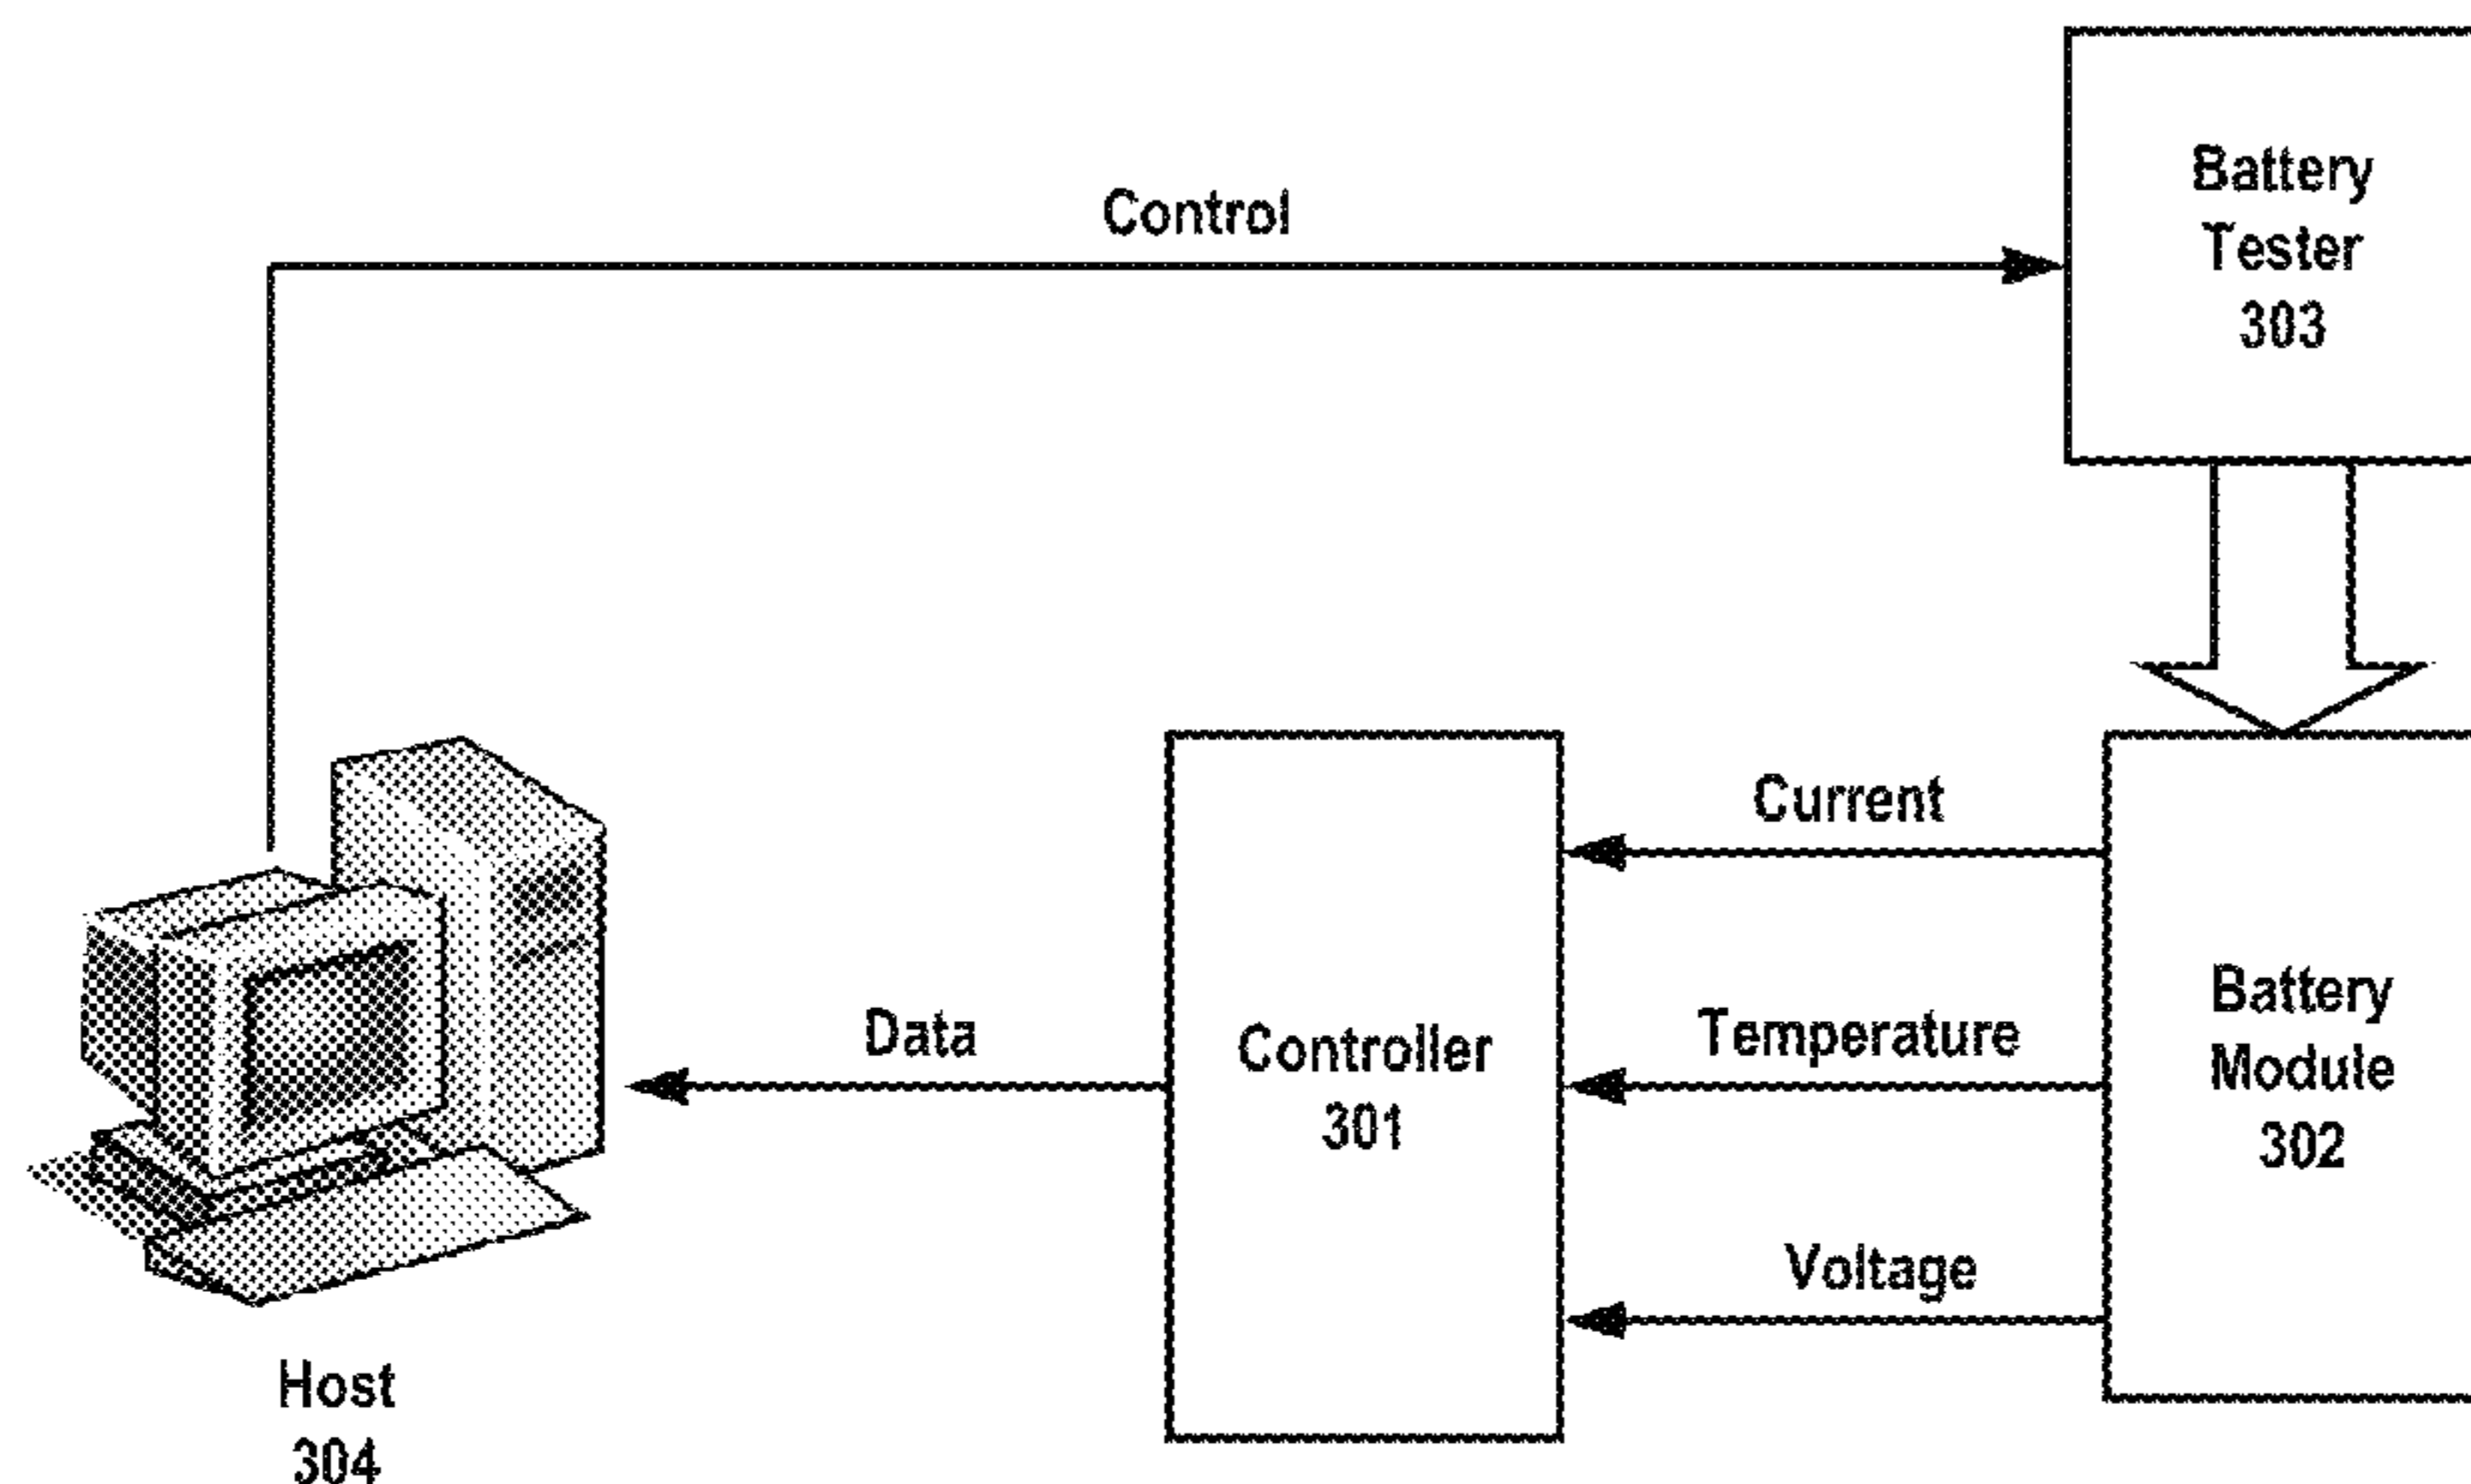 Control
Battery
Tester
303
Current
Data
Temperature
Controller
301
Battery
Module
302
Voltage
Host
304